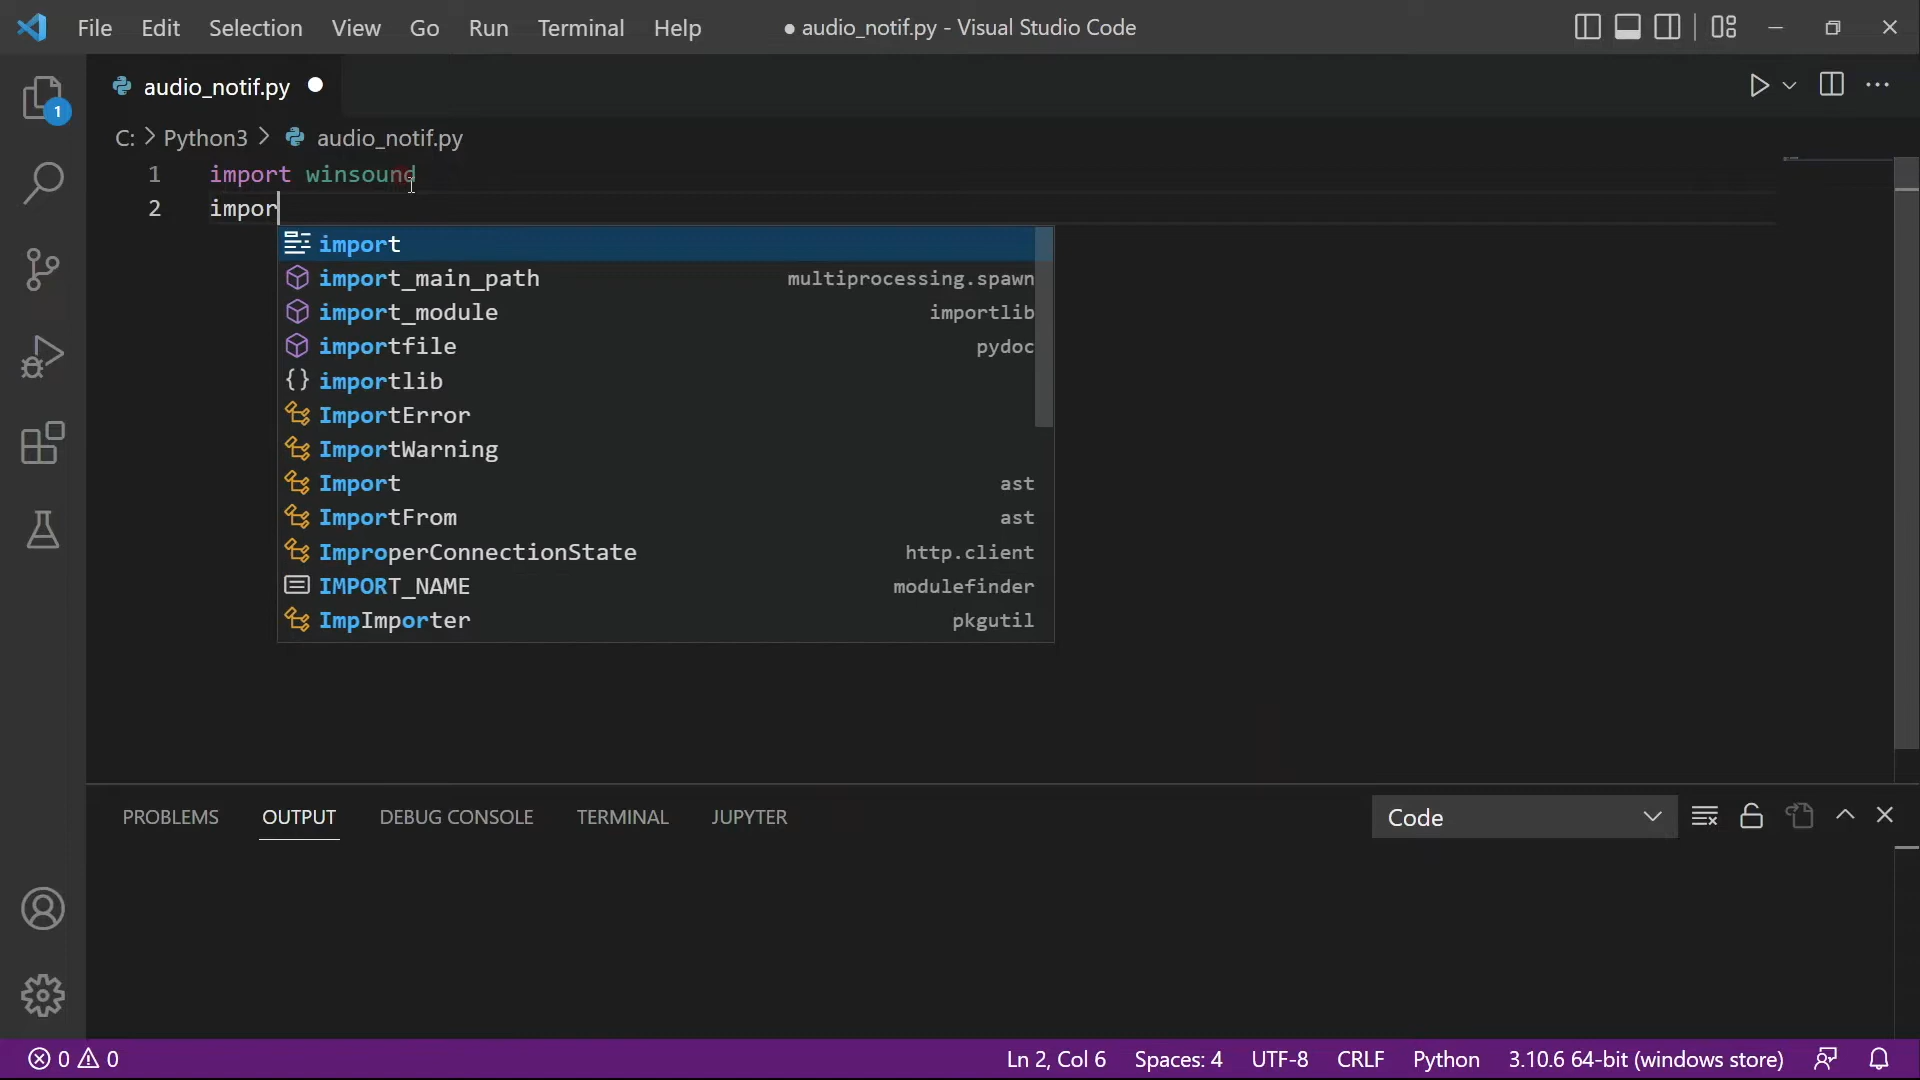 File Edit Selection View Go Run Terminal Help ● audio_notif.py - Visual Studio Code
1
audio_notif.py ●
C: > Python3 > audio_notif.py
1 import winsound
2 impor
import
import_main_path multiprocessing.spawn
import_module importlib
importfile pydoc
{} importlib
ImportError
ImportWarning
Import ast
ImportFrom ast
ImproperConnectionState http.client
IMPORT_NAME modulefinder
ImpImporter pkgutil
PROBLEMS OUTPUT DEBUG CONSOLE TERMINAL JUPYTER Code
0 0 Ln 2, Col 6 Spaces: 4 UTF-8 CRLF Python 3.10.6 64-bit (windows store)